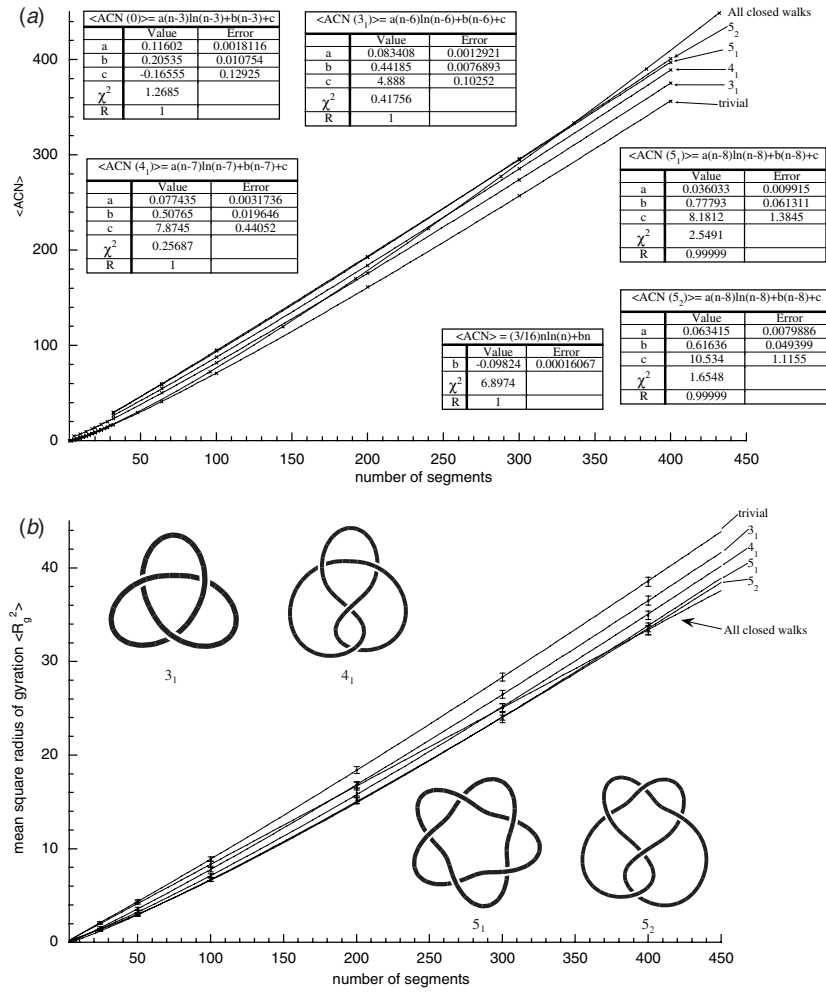 (a)
<ACN (0)>= a(n-3)ln(n-3)+b(n-3)+c
Value Error
a 0.11602 0.0018116
b 0.20535 0.010754
c -0.16555 0.12925
χ² 1.2685
R 1
<ACN (3₁)>= a(n-6)ln(n-6)+b(n-6)+c
Value Error
a 0.083408 0.0012921
b 0.44185 0.0076893
c 4.888 0.10252
χ² 0.41756
R 1
All closed walks
5₂
5₁
4₁
3₁
trivial
<ACN (4₁)>= a(n-7)ln(n-7)+b(n-7)+c
Value Error
a 0.077435 0.0031736
b 0.50765 0.019646
c 7.8745 0.44052
χ² 0.25687
R 1
<ACN (5₁)>= a(n-8)ln(n-8)+b(n-8)+c
Value Error
a 0.036033 0.009915
b 0.77793 0.061311
c 8.1812 1.3845
χ² 2.5491
R 0.99999
<ACN (5₂)>= a(n-8)ln(n-8)+b(n-8)+c
Value Error
a 0.063415 0.0079886
b 0.61636 0.049399
c 10.534 1.1155
χ² 1.6548
R 0.99999
<ACN> = (3/16)nln(n)+bn
Value Error
b -0.09824 0.00016067
χ² 6.8974
R 1
<ACN>
400
300
200
100
0
0 50 100 150 200 250 300 350 400 450
number of segments
(b)
trivial
3₁
4₁
5₁
5₂
All closed walks
3₁
4₁
5₁
5₂
mean square radius of gyration <R_g²>
40
30
20
10
0
50 100 150 200 250 300 350 400 450
number of segments